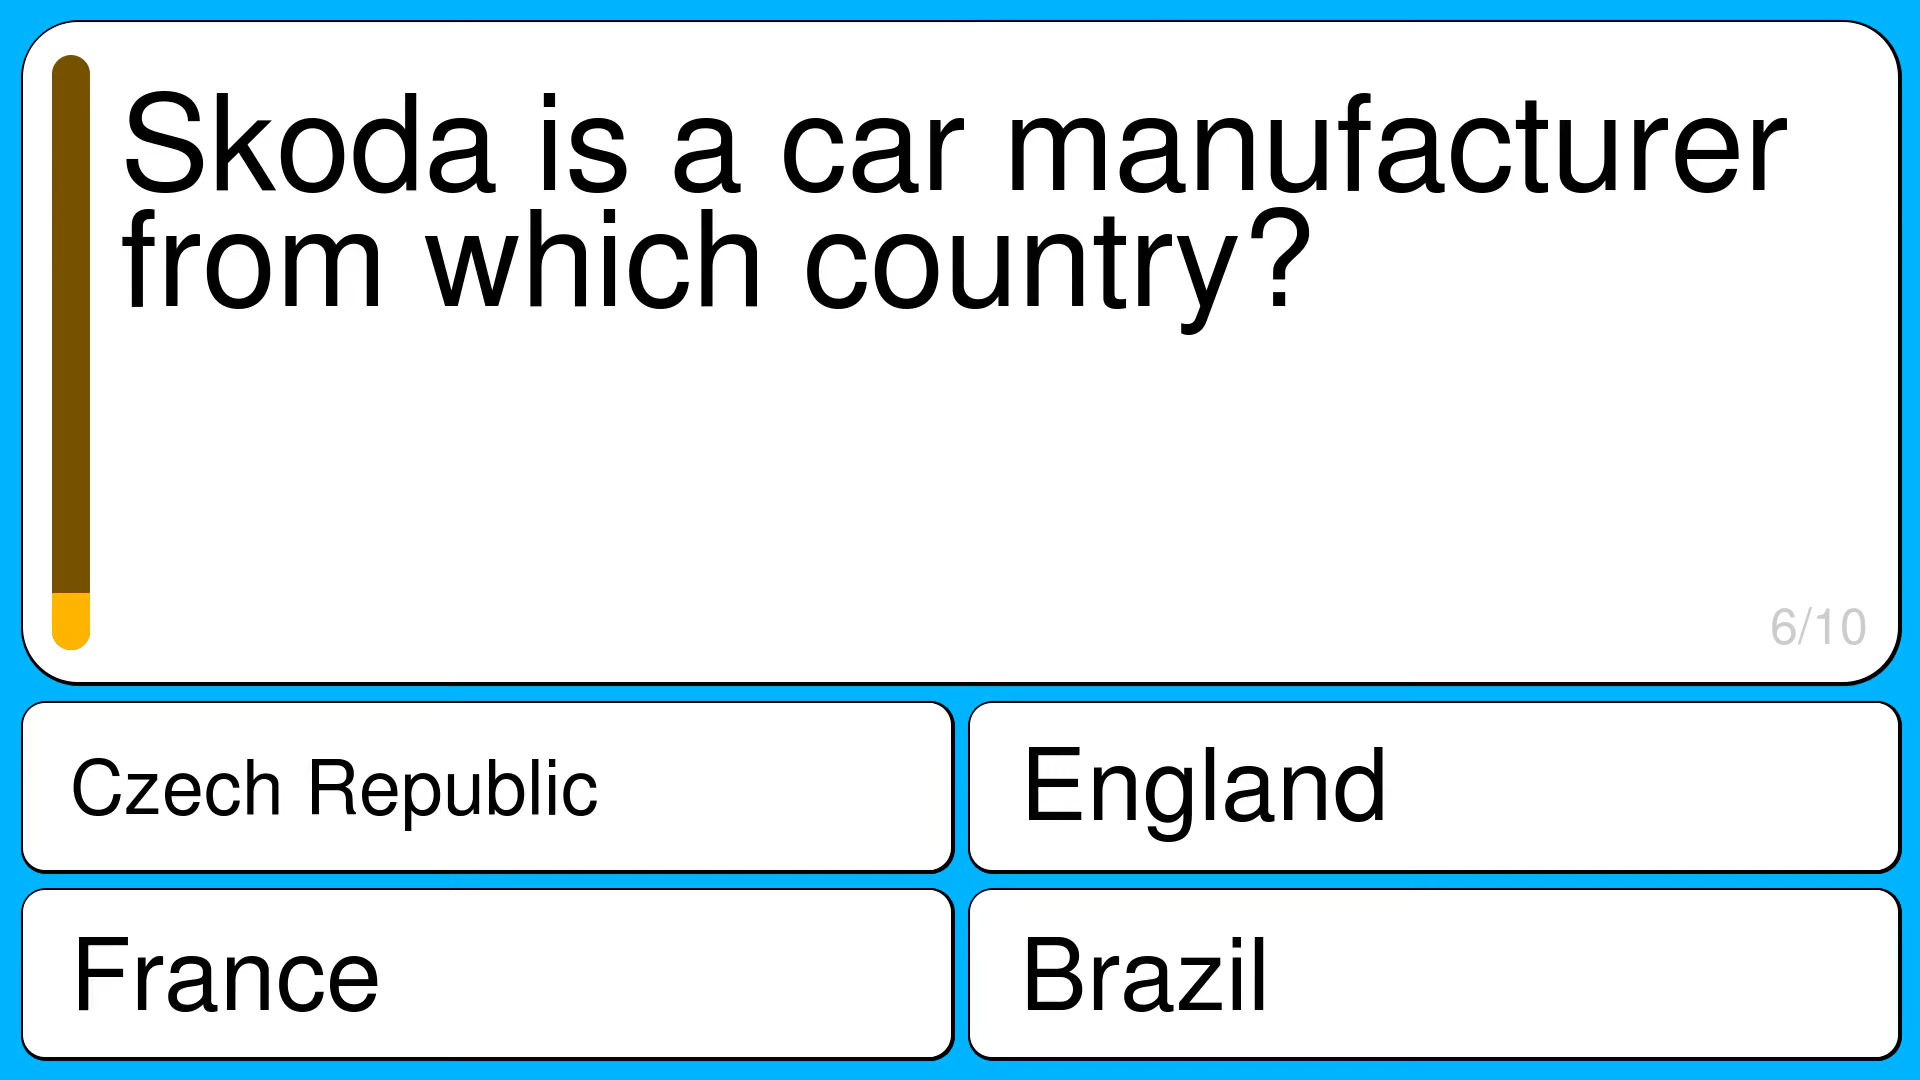 Skoda is a car manufacturer
from which country?
6/10
Czech Republic
England
France
Brazil